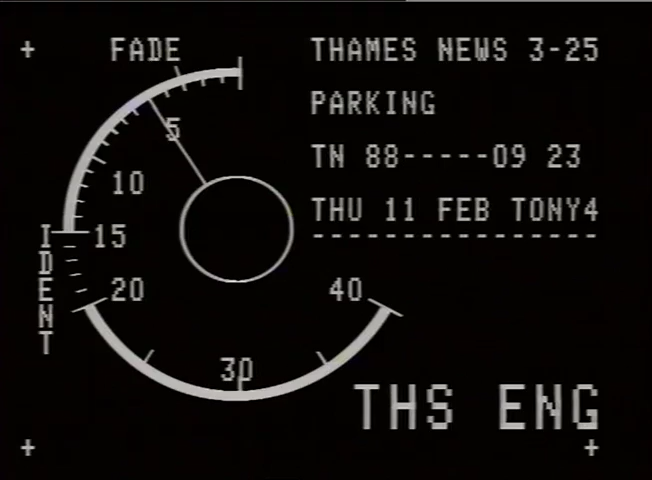 FADE
THAMES NEWS 3-25
PARKING
TN 88-----09 23
THU 11 FEB TONY4
----------------
5
10
15
20
30
40
IDENT
THS ENG